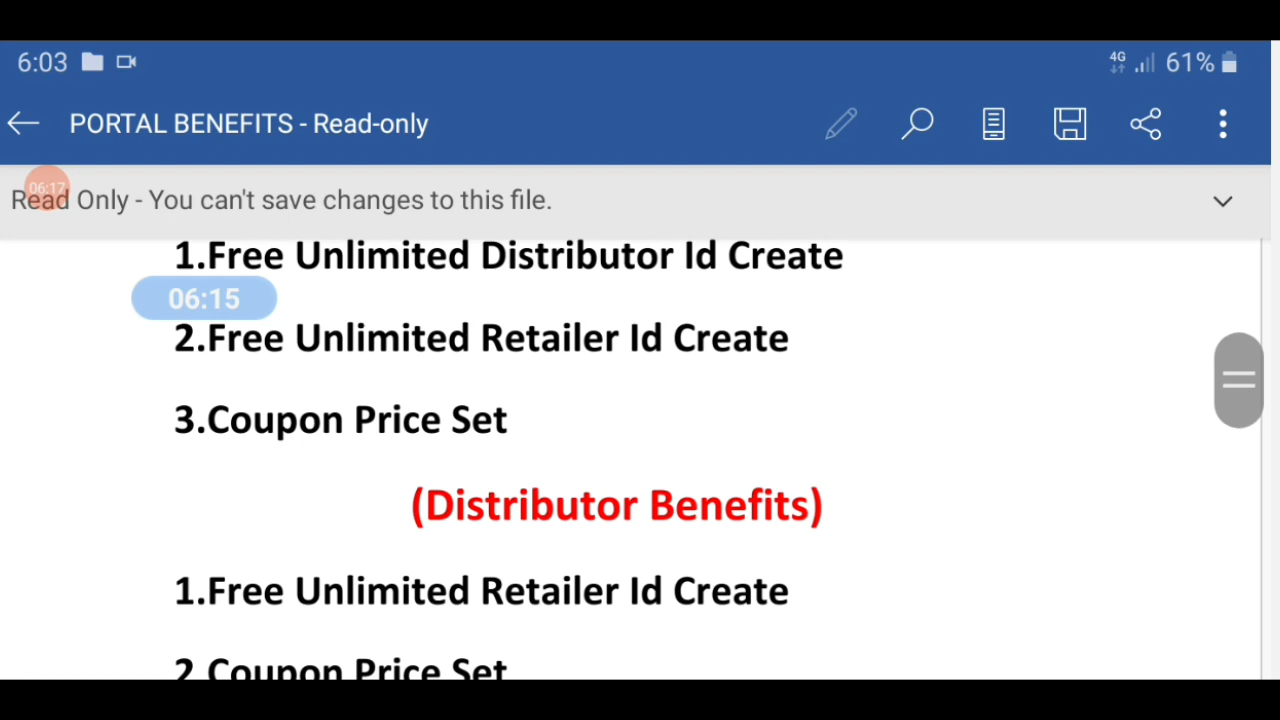 6:03
4G 61%
PORTAL BENEFITS - Read-only
06:17
Read Only - You can't save changes to this file.
1.Free Unlimited Distributor Id Create
06:15
2.Free Unlimited Retailer Id Create
3.Coupon Price Set
(Distributor Benefits)
1.Free Unlimited Retailer Id Create
2.Coupon Price Set